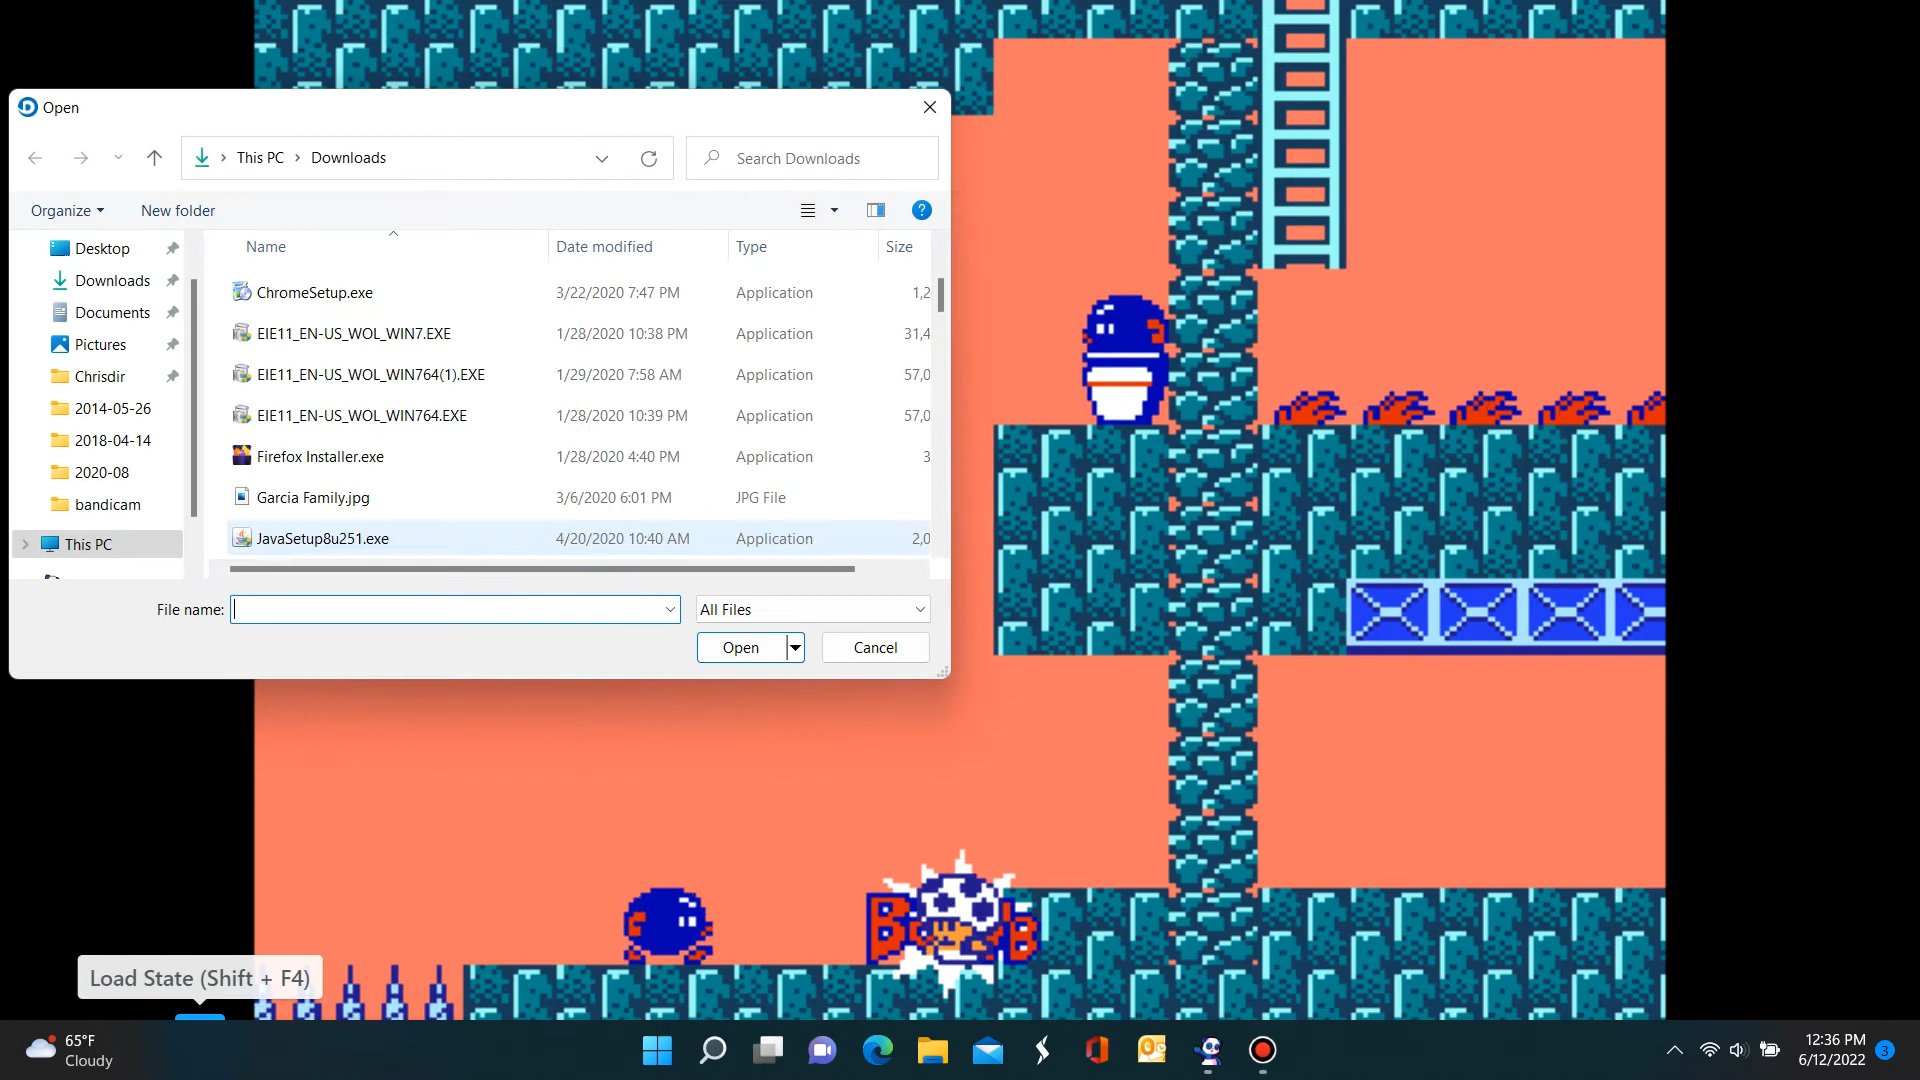 Open
This PC > Downloads
Search Downloads
Organize
New folder
Name
Date modified
Type
Size
Desktop
Downloads
Documents
Pictures
Chrisdir
2014-05-26
2018-04-14
2020-08
bandicam
This PC
ChromeSetup.exe 3/22/2020 7:47 PM Application 1,2
EIE11_EN-US_WOL_WIN7.EXE 1/28/2020 10:38 PM Application 31,4
EIE11_EN-US_WOL_WIN764(1).EXE 1/29/2020 7:58 AM Application 57,0
EIE11_EN-US_WOL_WIN764.EXE 1/28/2020 10:39 PM Application 57,0
Firefox Installer.exe 1/28/2020 4:40 PM Application 3
Garcia Family.jpg 3/6/2020 6:01 PM JPG File
JavaSetup8u251.exe 4/20/2020 10:40 AM Application 2,0
File name:
All Files
Open
Cancel
Load State (Shift + F4)
65°F
Cloudy
12:36 PM
6/12/2022
3